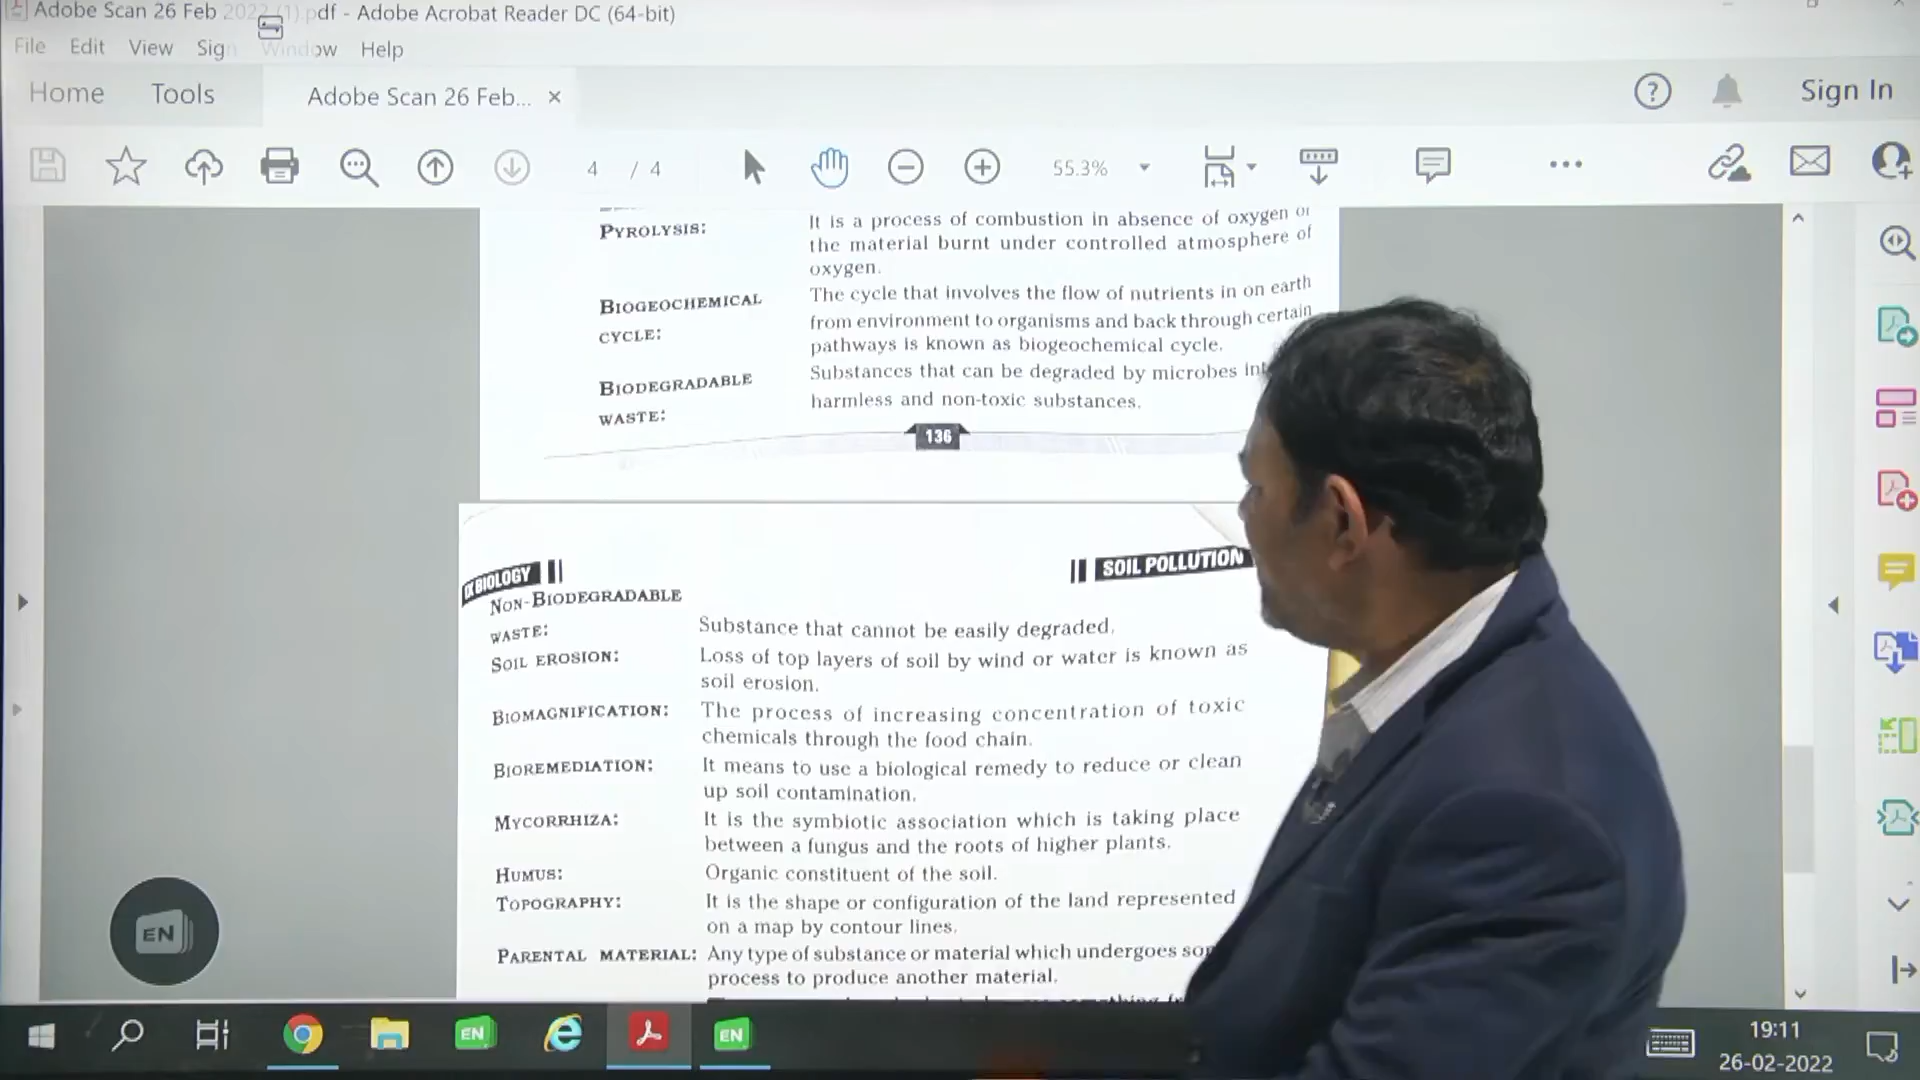 Adobe Scan 26 Feb 2022 (1).pdf - Adobe Acrobat Reader DC (64-bit)
File Edit View Sign Window Help
Home Tools Adobe Scan 26 Feb... × Sign In
4 / 4 55.3%
PYROLYSIS: It is a process of combustion in absence of oxygen or
the material burnt under controlled atmosphere of
oxygen.
BIOGEOCHEMICAL The cycle that involves the flow of nutrients in on earth
CYCLE: from environment to organisms and back through certain
pathways is known as biogeochemical cycle.
BIODEGRADABLE Substances that can be degraded by microbes
WASTE: harmless and non-toxic substances.
136
IX BIOLOGY SOIL POLLUTION
NON-BIODEGRADABLE
WASTE: Substance that cannot be easily degraded.
SOIL EROSION: Loss of top layers of soil by wind or water is known as
soil erosion.
BIOMAGNIFICATION: The process of increasing concentration of toxic
chemicals through the food chain.
BIOREMEDIATION: It means to use a biological remedy to reduce or clean
up soil contamination.
MYCORRHIZA: It is the symbiotic association which is taking place
between a fungus and the roots of higher plants.
HUMUS: Organic constituent of the soil.
TOPOGRAPHY: It is the shape or configuration of the land represented
on a map by contour lines.
PARENTAL MATERIAL: Any type of substance or material which undergoes
process to produce another material.
EN
EN EN 19:11
26-02-2022